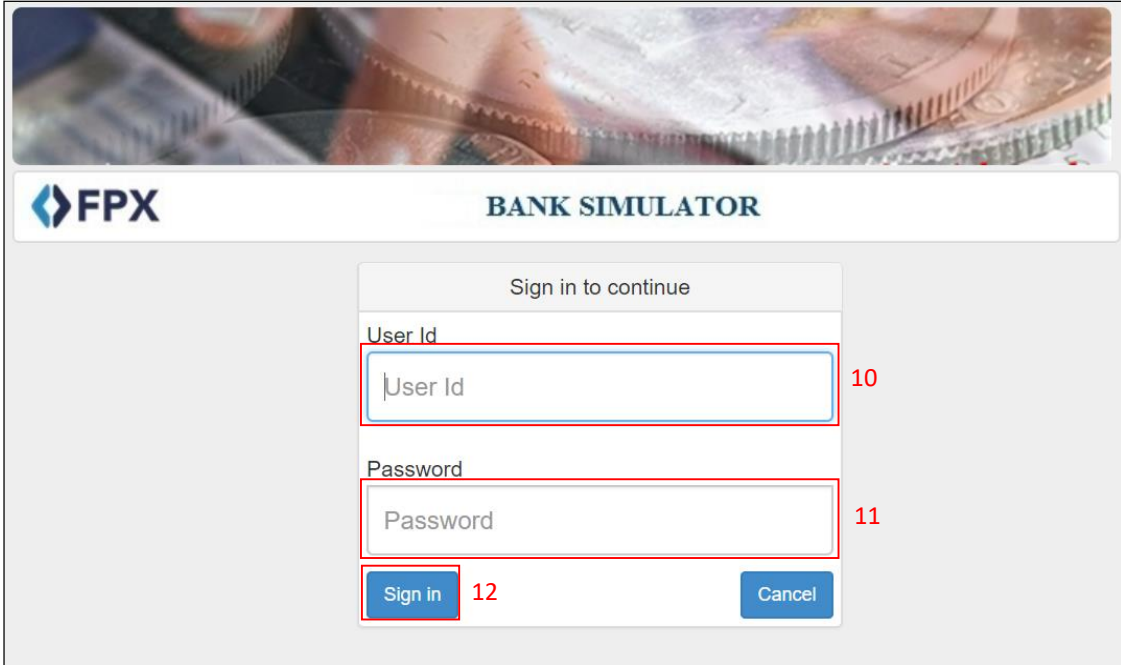 FPX
BANK SIMULATOR
Sign in to continue
User Id
User Id
10
Password
Password
11
Sign in
12
Cancel